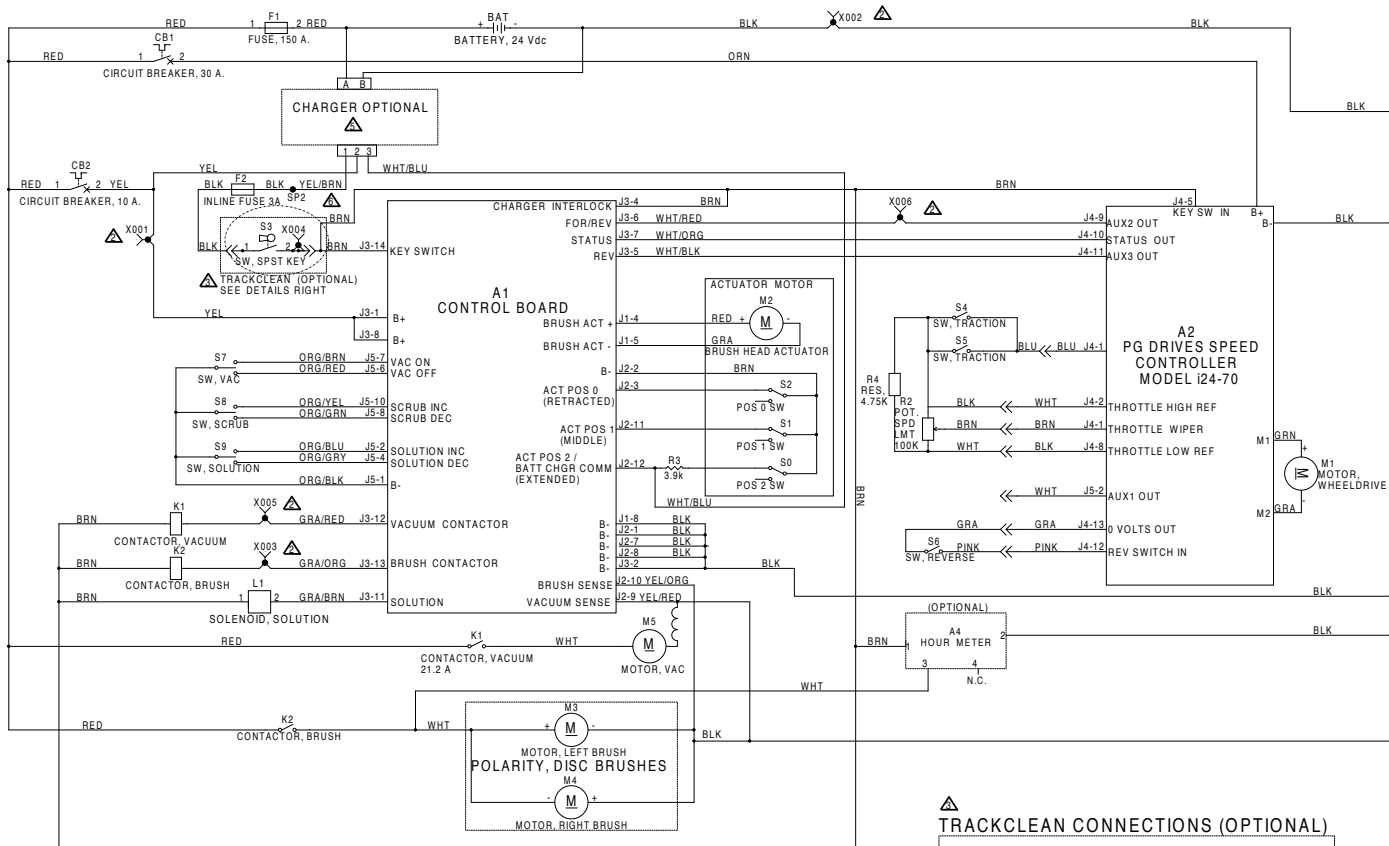 RED 1 F1 2 RED
FUSE, 150 A.
+ BAT -
BATTERY, 24 Vdc
BLK X002 2 BLK
CB1
RED 1 2 ORN
CIRCUIT BREAKER, 30 A.
A B
CHARGER OPTIONAL
5
1 2 3
BLK
YEL WHT/BLU
CB2
RED 1 2 YEL
CIRCUIT BREAKER, 10 A.
BLK F2 BLK YEL/BRN
INLINE FUSE 3A. SP2 6
BRN
2 X001
S3 X004
BLK 1 2 BRN J3-14 KEY SWITCH
SW, SPST KEY
3 TRACKCLEAN (OPTIONAL)
SEE DETAILS RIGHT
CHARGER INTERLOCK J3-4 BRN
FOR/REV J3-6 WHT/RED
STATUS J3-7 WHT/ORG
REV J3-5 WHT/BLK
BRN
X006 2
J4-5
KEY SW IN B+
B- BLK
J4-9 AUX2 OUT
J4-10 STATUS OUT
J4-11 AUX3 OUT
A1
CONTROL BOARD
YEL J3-1 B+
J3-8 B+
S7 ORG/BRN J5-7 VAC ON
ORG/RED J5-6 VAC OFF
SW, VAC
S8 ORG/YEL J5-10 SCRUB INC
ORG/GRN J5-8 SCRUB DEC
SW, SCRUB
S9 ORG/BLU J5-2 SOLUTION INC
ORG/GRY J5-4 SOLUTION DEC
SW, SOLUTION
ORG/BLK J5-1 B-
ACTUATOR MOTOR
M2
BRUSH ACT + J1-4 RED + M -
BRUSH ACT - J1-5 GRA
BRUSH HEAD ACTUATOR
B- J2-2 BRN
ACT POS 0 J2-3 S2
(RETRACTED) POS 0 SW
ACT POS 1 J2-11 S1
(MIDDLE) POS 1 SW
ACT POS 2 /
BATT CHGR COMM J2-12 R3 S0
(EXTENDED) 3.9k POS 2 SW
WHT/BLU
S4
SW, TRACTION
S5
SW, TRACTION
BLU BLU J4-1
A2
PG DRIVES SPEED
CONTROLLER
MODEL i24-70
R4
RES,
4.75K
R2
POT.
SPD
LMT
100K
BLK WHT J4-2 THROTTLE HIGH REF
BRN BRN J4-1 THROTTLE WIPER
WHT BLK J4-8 THROTTLE LOW REF
WHT J5-2 AUX1 OUT
GRA GRA J4-13 0 VOLTS OUT
S6 PINK PINK J4-12 REV SWITCH IN
SW, REVERSE
M1 GRN
+
M M1
MOTOR,
WHEELDRIVE
-
M2 GRA
BRN
K1 X005 2
BRN GRA/RED J3-12 VACUUM CONTACTOR
CONTACTOR, VACUUM
K2 X003 2
BRN GRA/ORG J3-13 BRUSH CONTACTOR
CONTACTOR, BRUSH
L1
BRN 1 2 GRA/BRN J3-11 SOLUTION
SOLENOID, SOLUTION
B- J1-8 BLK
B- J2-1 BLK
B- J2-7 BLK
B- J2-8 BLK
B- J3-2 BLK
BRUSH SENSE J2-10 YEL/ORG
VACUUM SENSE J2-9 YEL/RED
BLK
RED K1 WHT M M5
CONTACTOR, VACUUM
21.2 A
MOTOR, VAC
(OPTIONAL)
BRN 1 A4 2 BLK
HOUR METER
3 4
N.C.
WHT
RED K2 WHT
CONTACTOR, BRUSH
M3
+ M -
MOTOR, LEFT BRUSH
POLARITY, DISC BRUSHES
M4
- M +
MOTOR, RIGHT BRUSH
BLK
3
TRACKCLEAN CONNECTIONS (OPTIONAL)